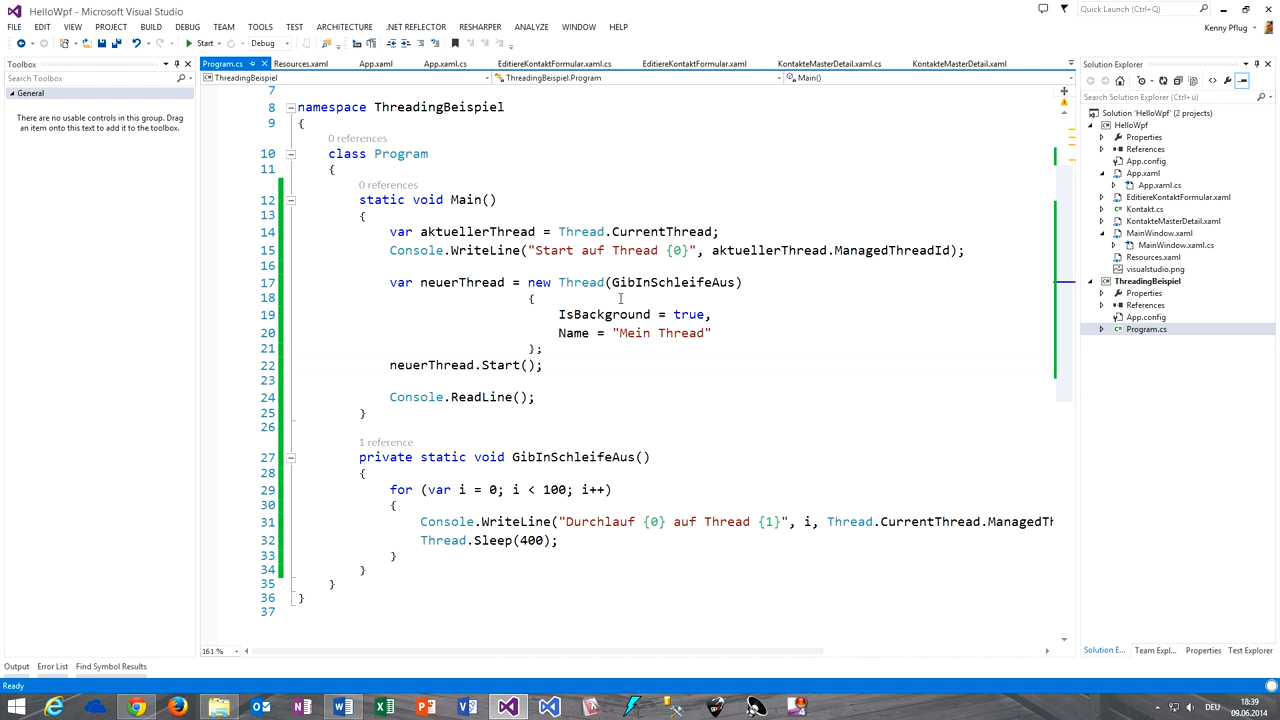 HelloWpf - Microsoft Visual Studio
Quick Launch (Ctrl+Q)
FILE EDIT VIEW PROJECT BUILD DEBUG TEAM TOOLS TEST ARCHITECTURE .NET REFLECTOR RESHARPER ANALYZE WINDOW HELP
Kenny Pflug
Start Debug
Toolbox
Search Toolbox
General
There are no usable controls in this group. Drag
an item onto this text to add it to the toolbox.
Program.cs Resources.xaml App.xaml App.xaml.cs EditiereKontaktFormular.xaml.cs EditiereKontaktFormular.xaml KontakteMasterDetail.xaml.cs KontakteMasterDetail.xaml
ThreadingBeispiel ThreadingBeispiel.Program Main()
7
8 namespace ThreadingBeispiel
9 {
0 references
10 class Program
11 {
0 references
12 static void Main()
13 {
14 var aktuellerThread = Thread.CurrentThread;
15 Console.WriteLine("Start auf Thread {0}", aktuellerThread.ManagedThreadId);
16
17 var neuerThread = new Thread(GibInSchleifeAus)
18 {
19 IsBackground = true,
20 Name = "Mein Thread"
21 };
22 neuerThread.Start();
23
24 Console.ReadLine();
25 }
26
1 reference
27 private static void GibInSchleifeAus()
28 {
29 for (var i = 0; i < 100; i++)
30 {
31 Console.WriteLine("Durchlauf {0} auf Thread {1}", i, Thread.CurrentThread.ManagedTh
32 Thread.Sleep(400);
33 }
34 }
35 }
36 }
37
161 %
Solution Explorer
Search Solution Explorer (Ctrl+ü)
Solution 'HelloWpf' (2 projects)
HelloWpf
Properties
References
App.config
App.xaml
App.xaml.cs
EditiereKontaktFormular.xaml
Kontakt.cs
KontakteMasterDetail.xaml
MainWindow.xaml
MainWindow.xaml.cs
Resources.xaml
visualstudio.png
ThreadingBeispiel
Properties
References
App.config
Program.cs
Solution E... Team Expl... Properties Test Explorer
Output Error List Find Symbol Results
Ready
DEU
18:39
09.06.2014